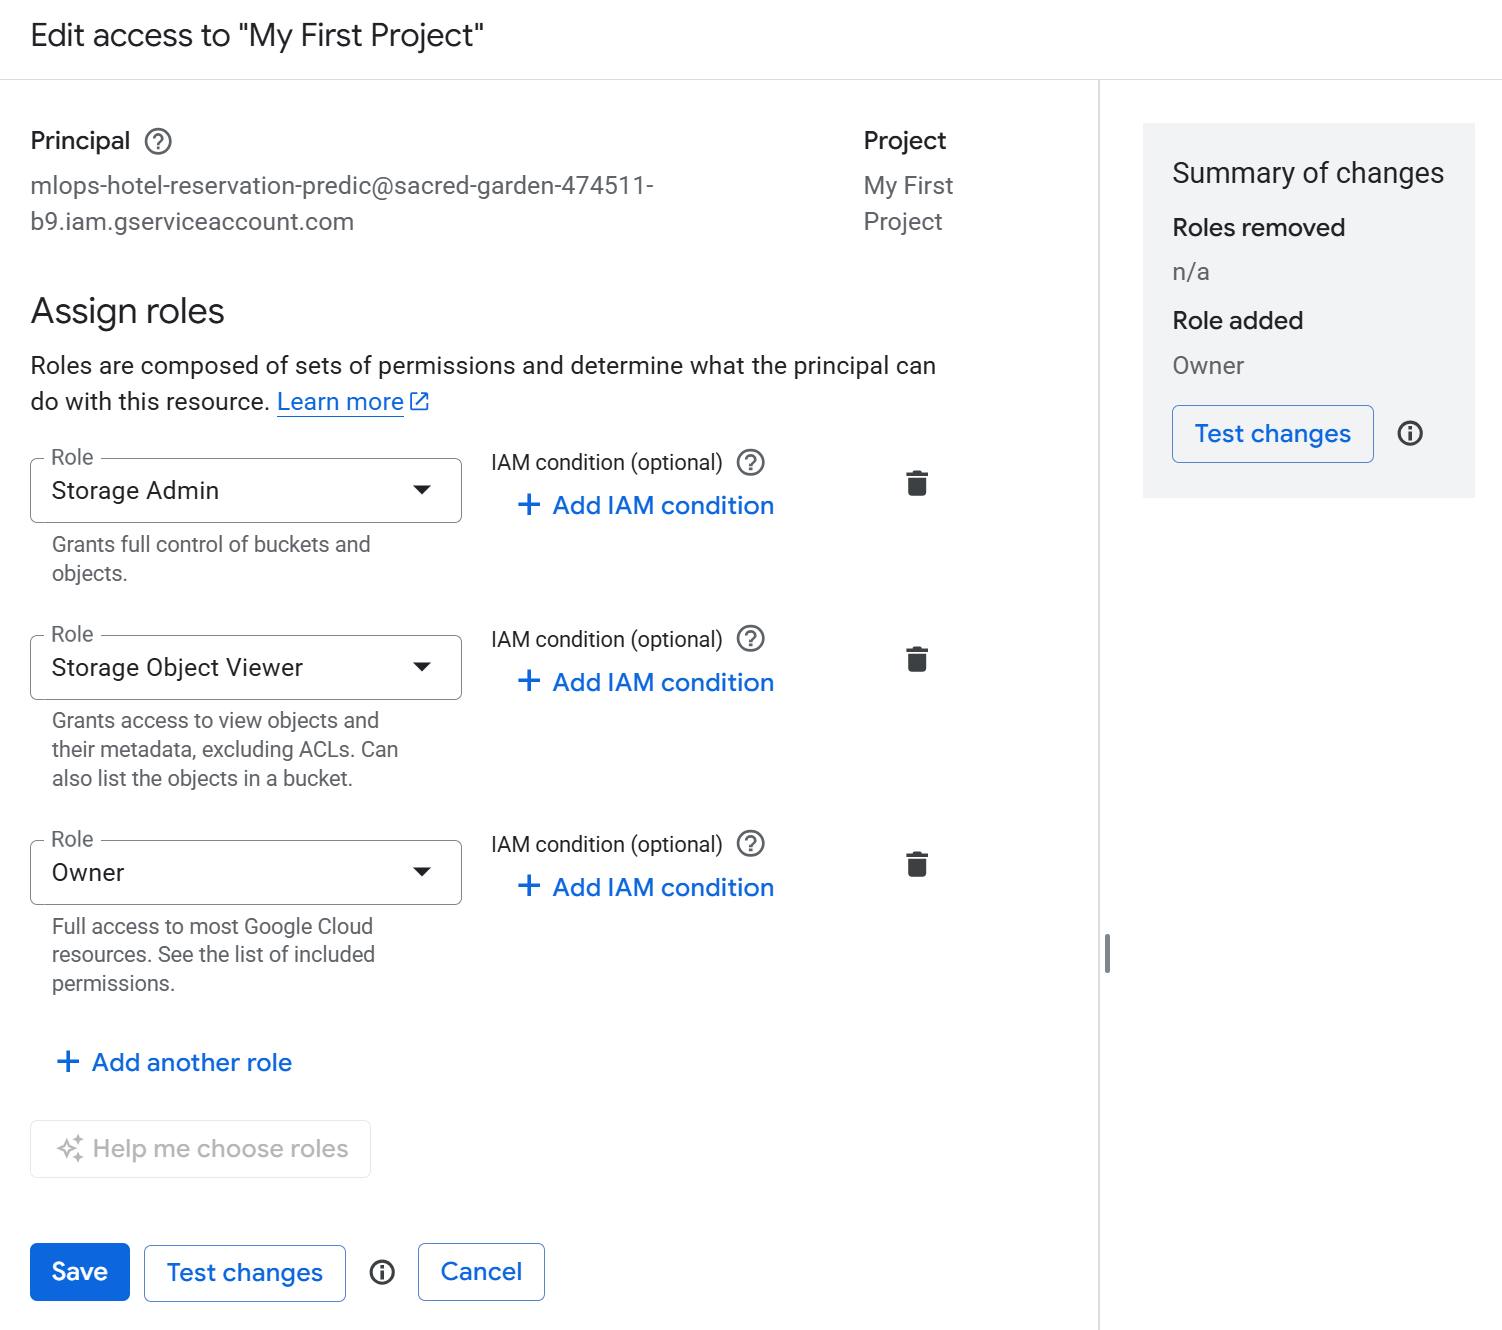 Edit access to "My First Project"
Principal
mlops-hotel-reservation-predic@sacred-garden-474511-
b9.iam.gserviceaccount.com
Project
My First
Project
Assign roles
Roles are composed of sets of permissions and determine what the principal can
do with this resource. Learn more
Role
Storage Admin
Grants full control of buckets and
objects.
IAM condition (optional)
Add IAM condition
Role
Storage Object Viewer
Grants access to view objects and
their metadata, excluding ACLs. Can
also list the objects in a bucket.
IAM condition (optional)
Add IAM condition
Role
Owner
Full access to most Google Cloud
resources. See the list of included
permissions.
IAM condition (optional)
Add IAM condition
Add another role
Help me choose roles
Save
Test changes
Cancel
Summary of changes
Roles removed
n/a
Role added
Owner
Test changes